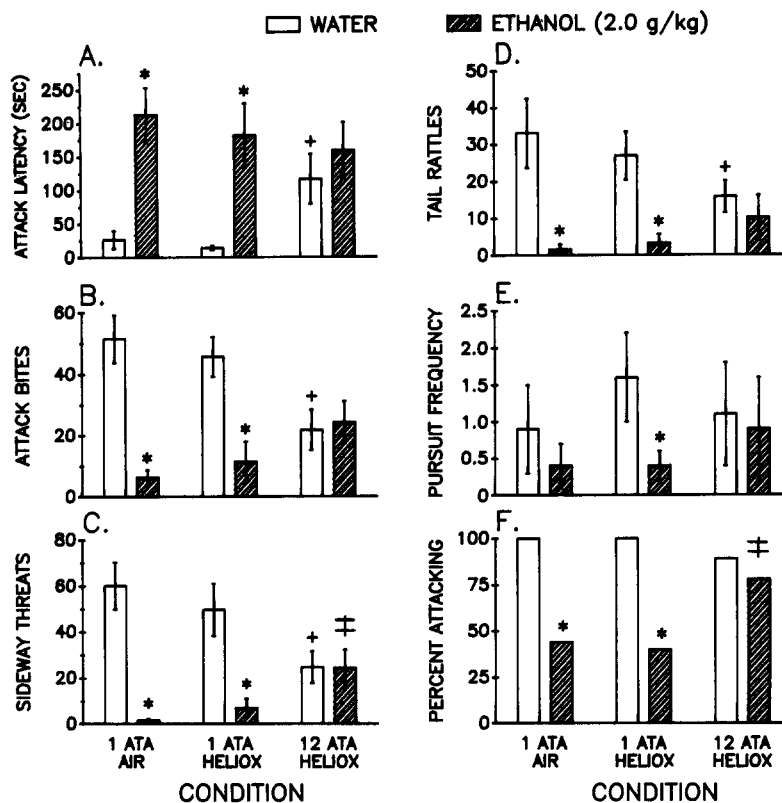 WATER
ETHANOL (2.0 g/kg)
A.
ATTACK LATENCY (SEC)
250
200
150
100
50
0
*
*
+
B.
ATTACK BITES
60
40
20
0
*
*
+
C.
SIDEWAY THREATS
80
60
40
20
0
*
*
+
‡
1 ATA
AIR
1 ATA
HELIOX
12 ATA
HELIOX
CONDITION
D.
TAIL RATTLES
50
40
30
20
10
0
*
*
+
E.
PURSUIT FREQUENCY
2.5
2.0
1.5
1.0
0.5
0
*
F.
PERCENT ATTACKING
100
75
50
25
0
*
*
‡
1 ATA
AIR
1 ATA
HELIOX
12 ATA
HELIOX
CONDITION